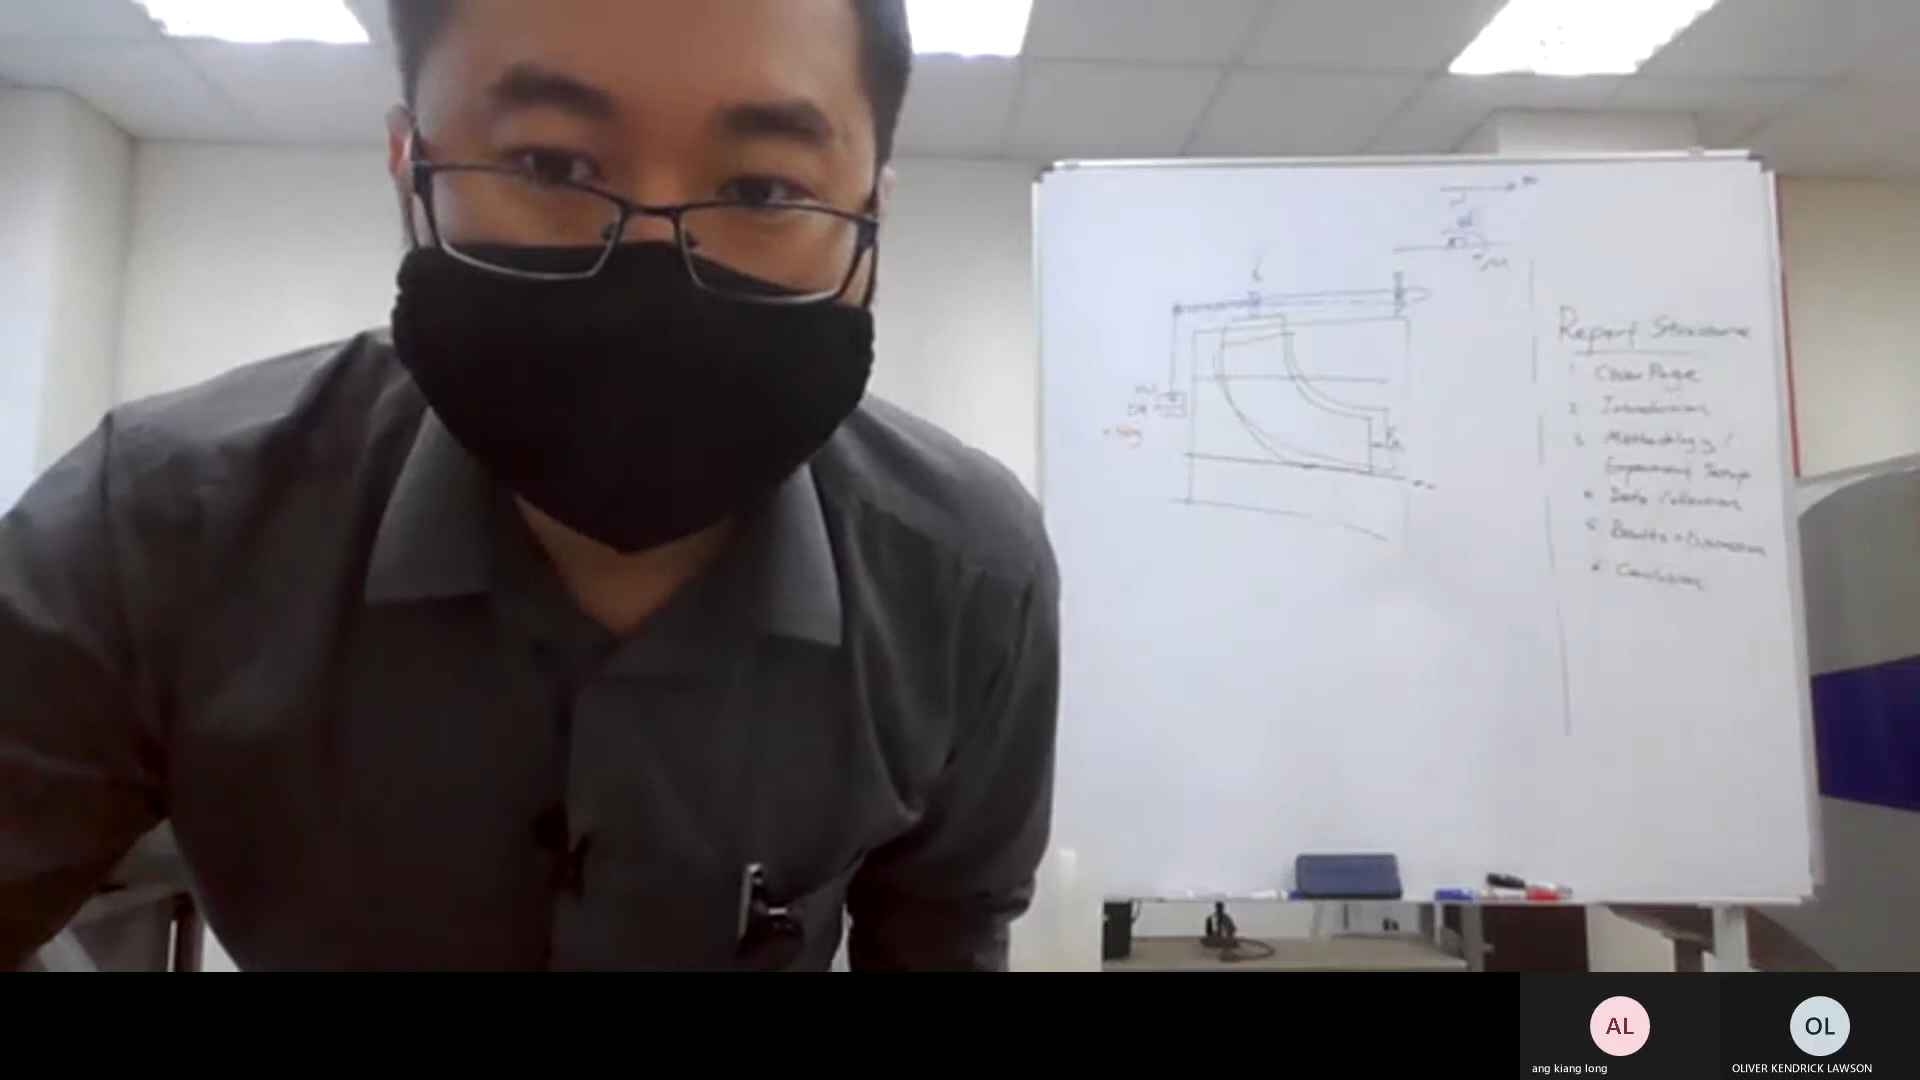 Report Structure
1 Cover Page
2 Introduction
3 Methodology /
Experiment Setup
4 Data Collection
5 Results + Discussion
6 Conclusion
AL
OL
ang kiang long
OLIVER KENDRICK LAWSON